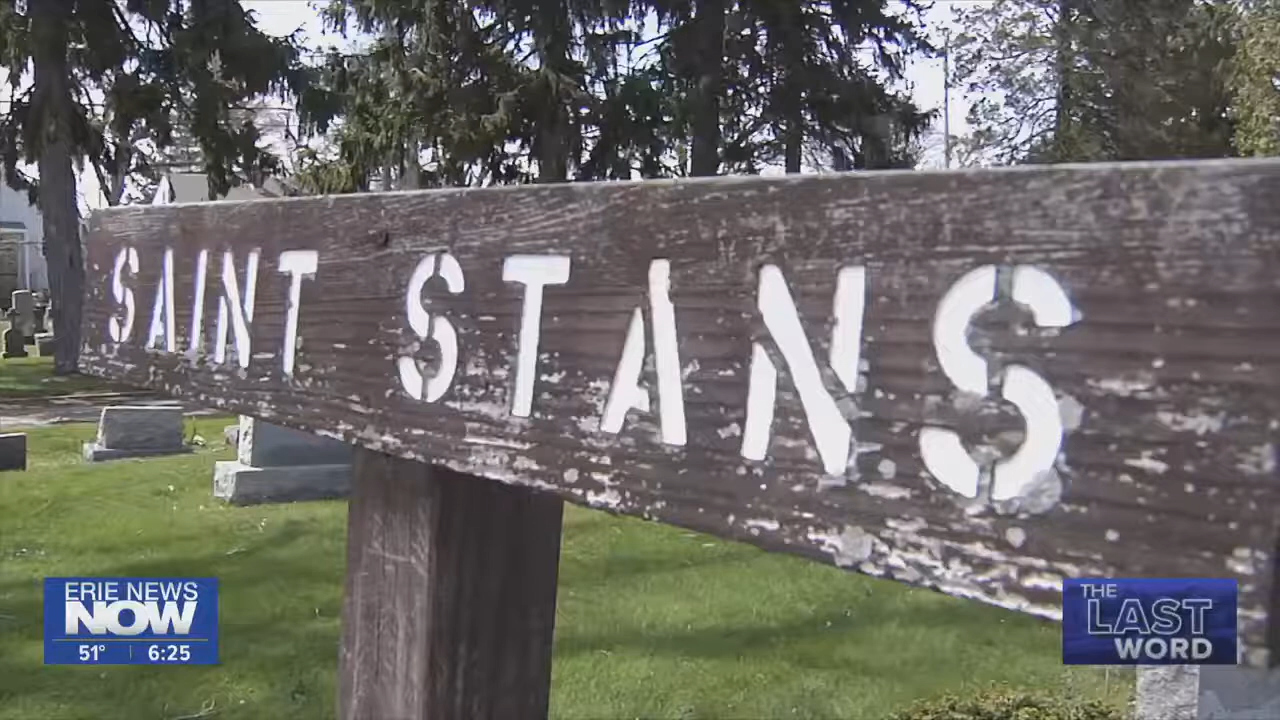 SAINT STANS
ERIE NEWS
NOW
51° | 6:25
THE
LAST
WORD